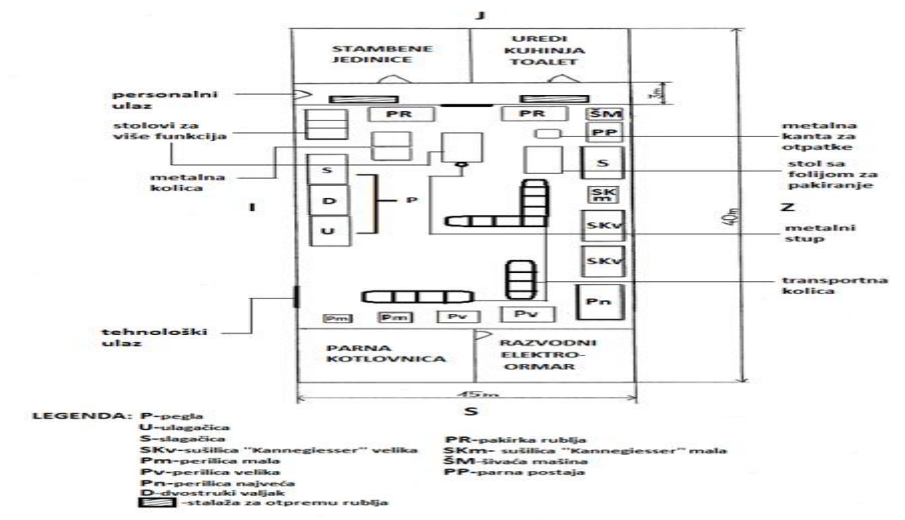 J
STAMBENE
JEDINICE
UREDI
KUHINJA
TOALET
personalni
ulaz
stolovi za
više funkcija
metalna
kolica
tehnološki
ulaz
metalna
kanta za
otpatke
stol sa
folijom za
pakiranje
metalni
stup
transportna
kolica
I
Z
3m
40m
PR
PR
ŠM
PP
S
SK
m
SKv
SKv
Pn
S
D
U
P
Pm
Pm
Pv
Pv
PARNA
KOTLOVNICA
RAZVODNI
ELEKTRO-
ORMAR
15m
S
LEGENDA: P-pegla
U-ulagačica
S-slagačica
SKv-sušilica "Kannegiesser" velika
Pm-perilica mala
Pv-perilica velika
Pn-perilica najveća
D-dvostruki valjak
-stalaža za otpremu rublja
PR-pakirka rublja
SKm- sušilica "Kannegiesser" mala
ŠM-šivaća mašina
PP-parna postaja